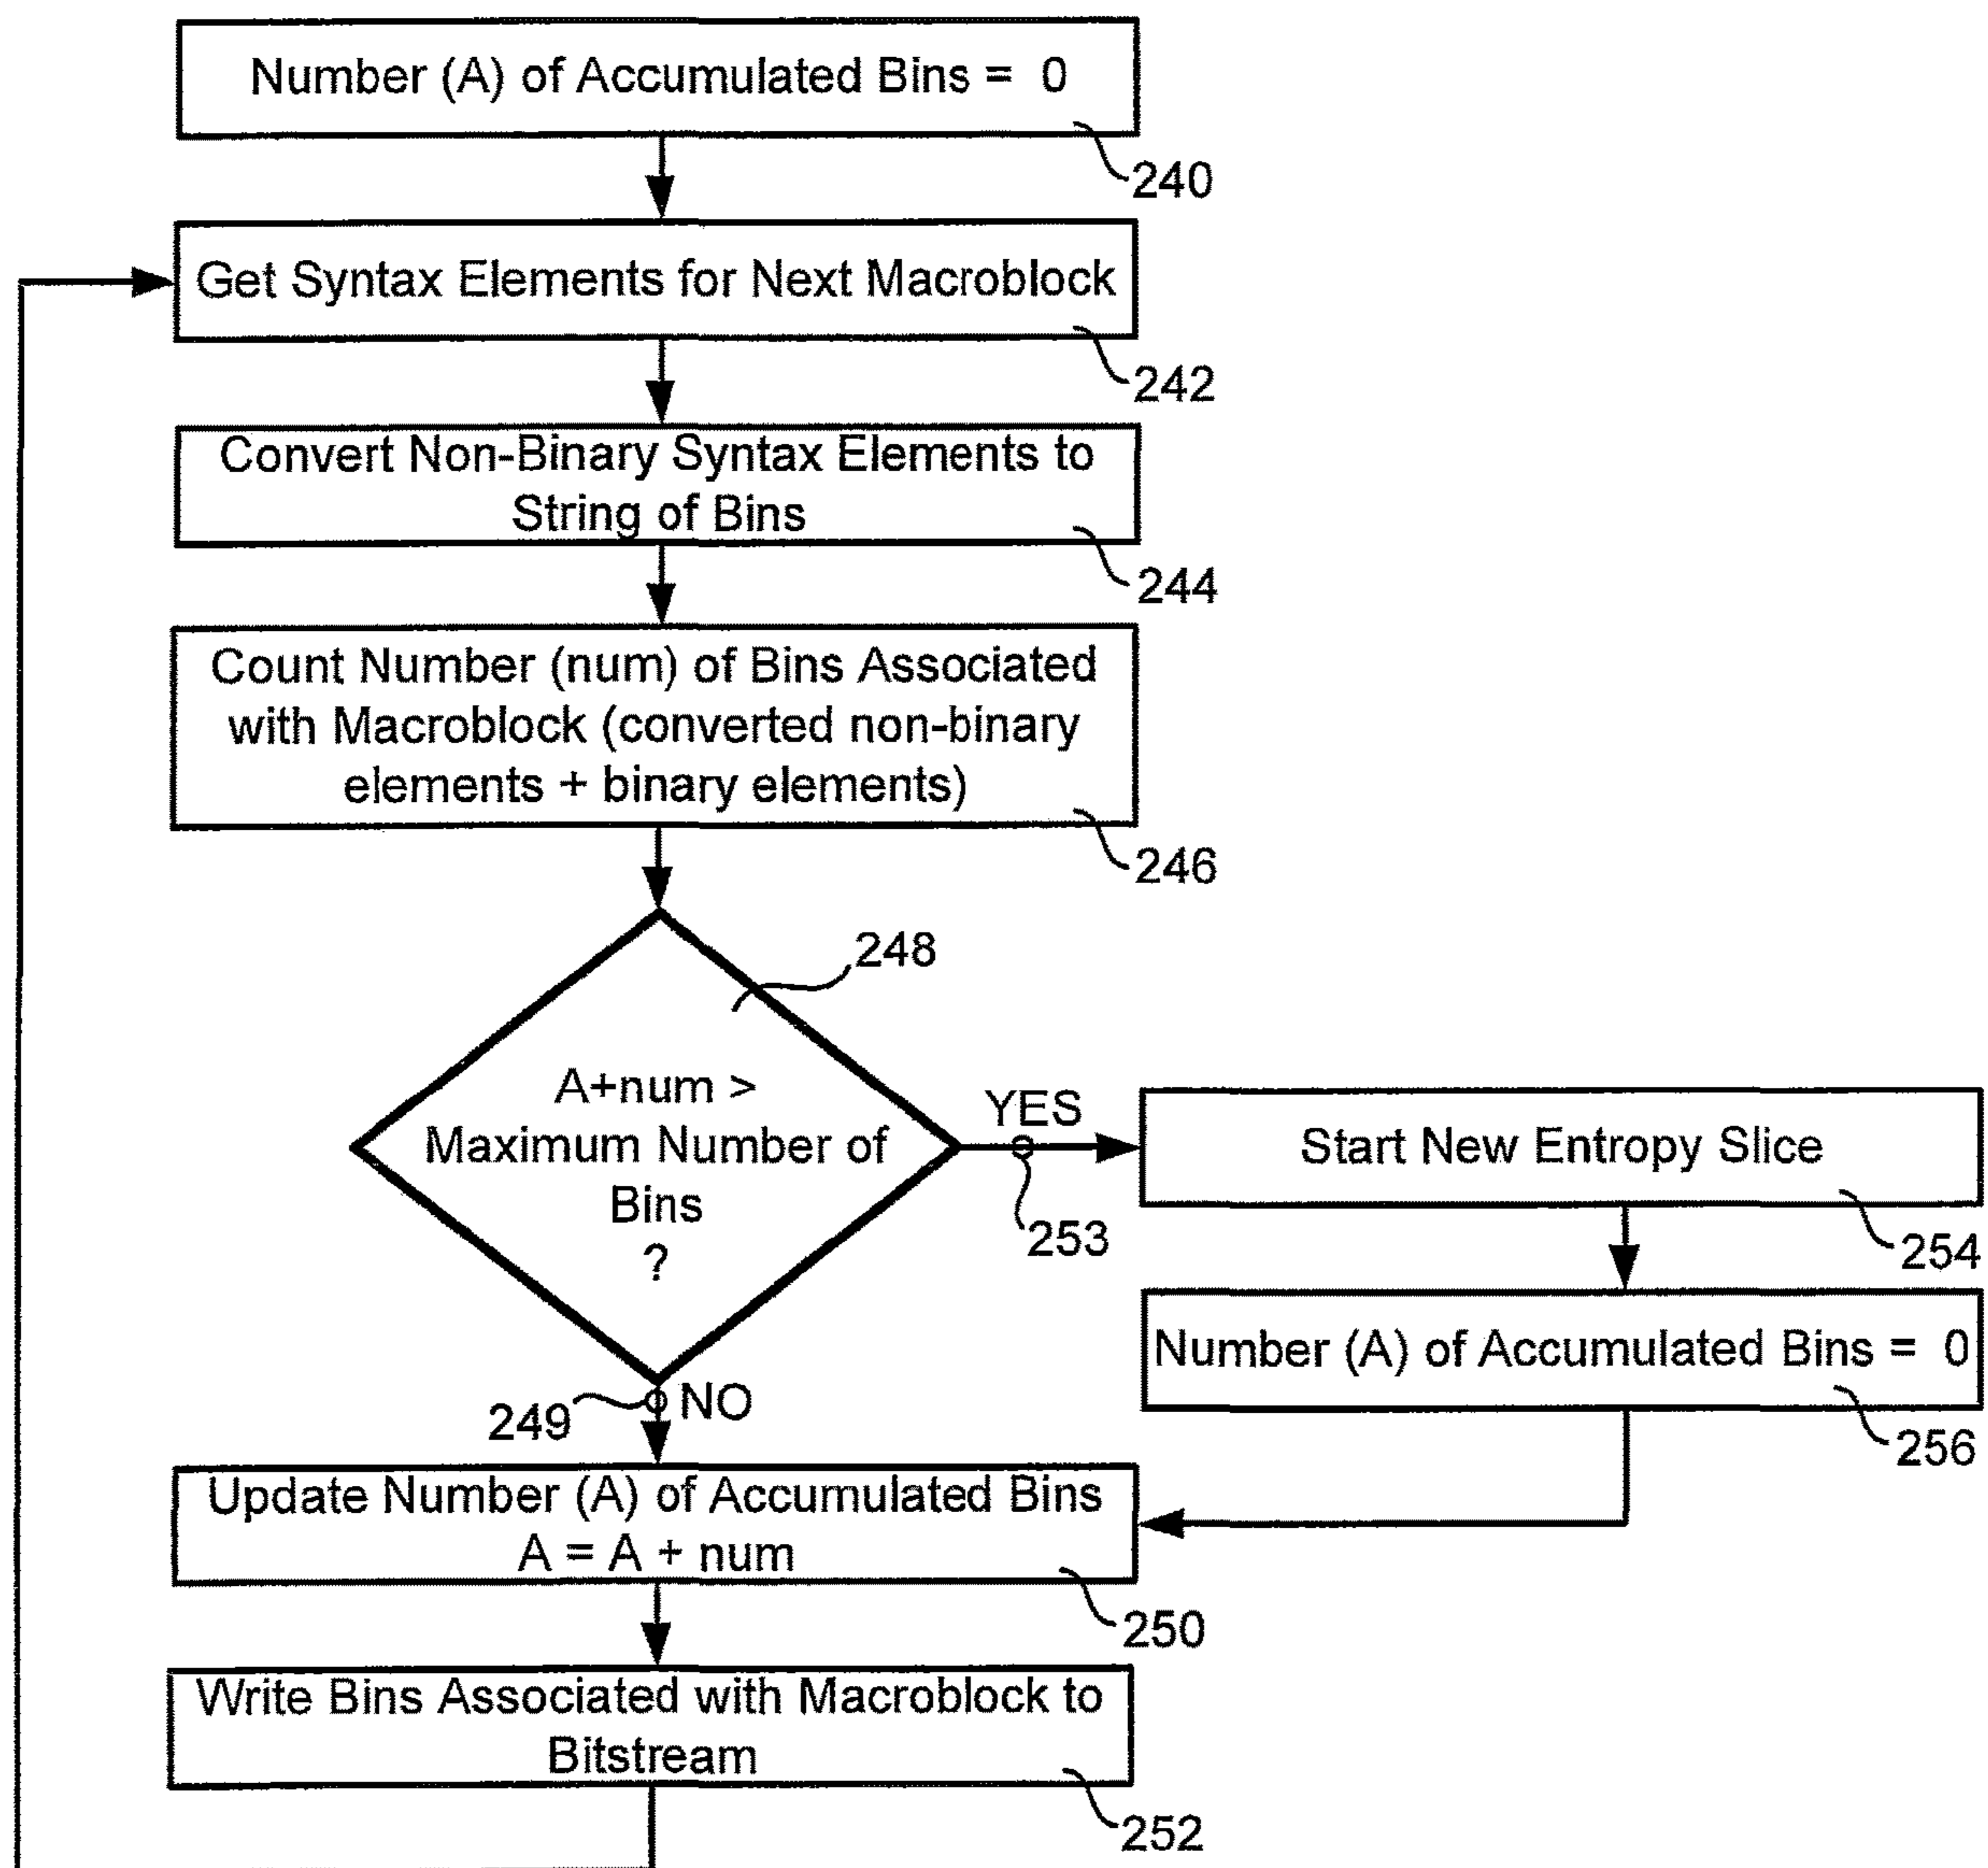 Number (A) of Accumulated Bins = 0
240
Get Syntax Elements for Next Macroblock
242
Convert Non-Binary Syntax Elements to
String of Bins
244
Count Number (num) of Bins Associated
with Macroblock (converted non-binary
elements + binary elements)
246
248
A+num >
Maximum Number of
Bins
?
YES
253
Start New Entropy Slice
254
Number (A) of Accumulated Bins = 0
256
249
NO
Update Number (A) of Accumulated Bins
A = A + num
250
Write Bins Associated with Macroblock to
Bitstream
252